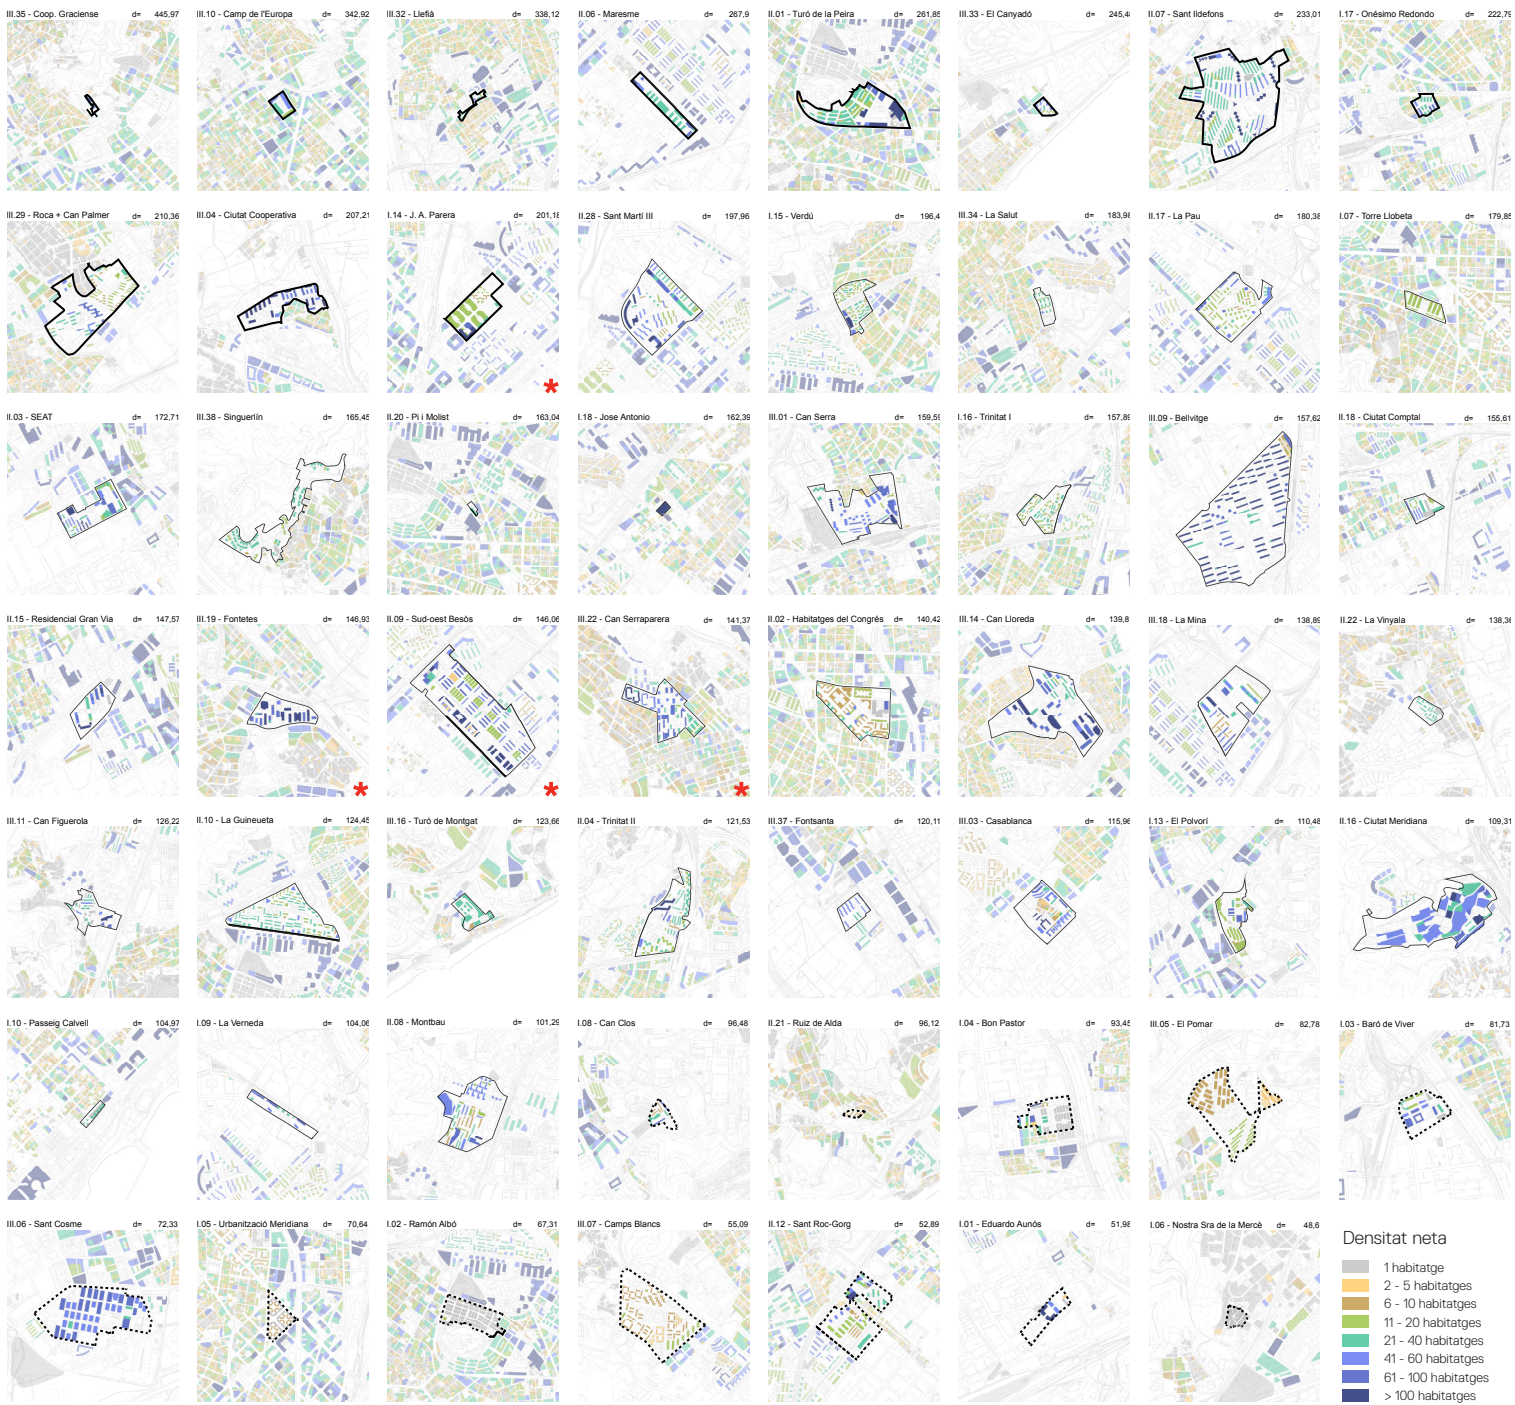 III.35 - Coop. Graciense d= 445,97
III.10 - Camp de l'Europa d= 342,92
III.32 - Llefià d= 338,12
II.06 - Maresme d= 267,9
II.01 - Turó de la Peira d= 261,85
III.33 - El Canyadó d= 245,4
II.07 - Sant Ildefons d= 233,01
I.17 - Onésimo Redondo d= 222,79
III.29 - Roca + Can Palmer d= 210,36
III.04 - Ciutat Cooperativa d= 207,21
I.14 - J. A. Parera d= 201,18
II.28 - Sant Martí III d= 197,96
I.15 - Verdú d= 196,4
III.34 - La Salut d= 183,98
II.17 - La Pau d= 180,38
I.07 - Torre Llobeta d= 179,85
II.03 - SEAT d= 172,71
III.38 - Singuerlín d= 165,45
II.20 - Pi i Molist d= 163,04
I.18 - Jose Antonio d= 162,39
III.01 - Can Serra d= 159,59
I.16 - Trinitat I d= 157,89
III.09 - Bellvitge d= 157,62
II.18 - Ciutat Comptal d= 155,61
II.15 - Residencial Gran Via d= 147,57
III.19 - Fontetes d= 146,93
II.09 - Sud-oest Besòs d= 146,06
III.22 - Can Serraparera d= 141,37
II.02 - Habitatges del Congrés d= 140,42
III.14 - Can Lloreda d= 139,8
III.18 - La Mina d= 138,89
II.22 - La Vinyala d= 138,36
III.11 - Can Figuerola d= 126,22
II.10 - La Guineueta d= 124,45
III.16 - Turó de Montgat d= 123,66
II.04 - Trinitat II d= 121,53
III.37 - Fontsanta d= 120,11
III.03 - Casablanca d= 115,96
I.13 - El Polvorí d= 110,48
II.16 - Ciutat Meridiana d= 109,31
I.10 - Passeig Calvell d= 104,97
I.09 - La Verneda d= 104,06
II.08 - Montbau d= 101,29
I.08 - Can Clos d= 96,48
II.21 - Ruiz de Alda d= 96,12
I.04 - Bon Pastor d= 93,45
III.05 - El Pomar d= 82,78
I.03 - Baró de Viver d= 81,73
III.06 - Sant Cosme d= 72,33
I.05 - Urbanització Meridiana d= 70,64
I.02 - Ramón Albó d= 67,31
III.07 - Camps Blancs d= 55,09
II.12 - Sant Roc-Gorg d= 52,89
I.01 - Eduardo Aunós d= 51,98
I.06 - Nostra Sra de la Mercè d= 48,6
Densitat neta
1 habitatge
2 - 5 habitatges
6 - 10 habitatges
11 - 20 habitatges
21 - 40 habitatges
41 - 60 habitatges
61 - 100 habitatges
> 100 habitatges